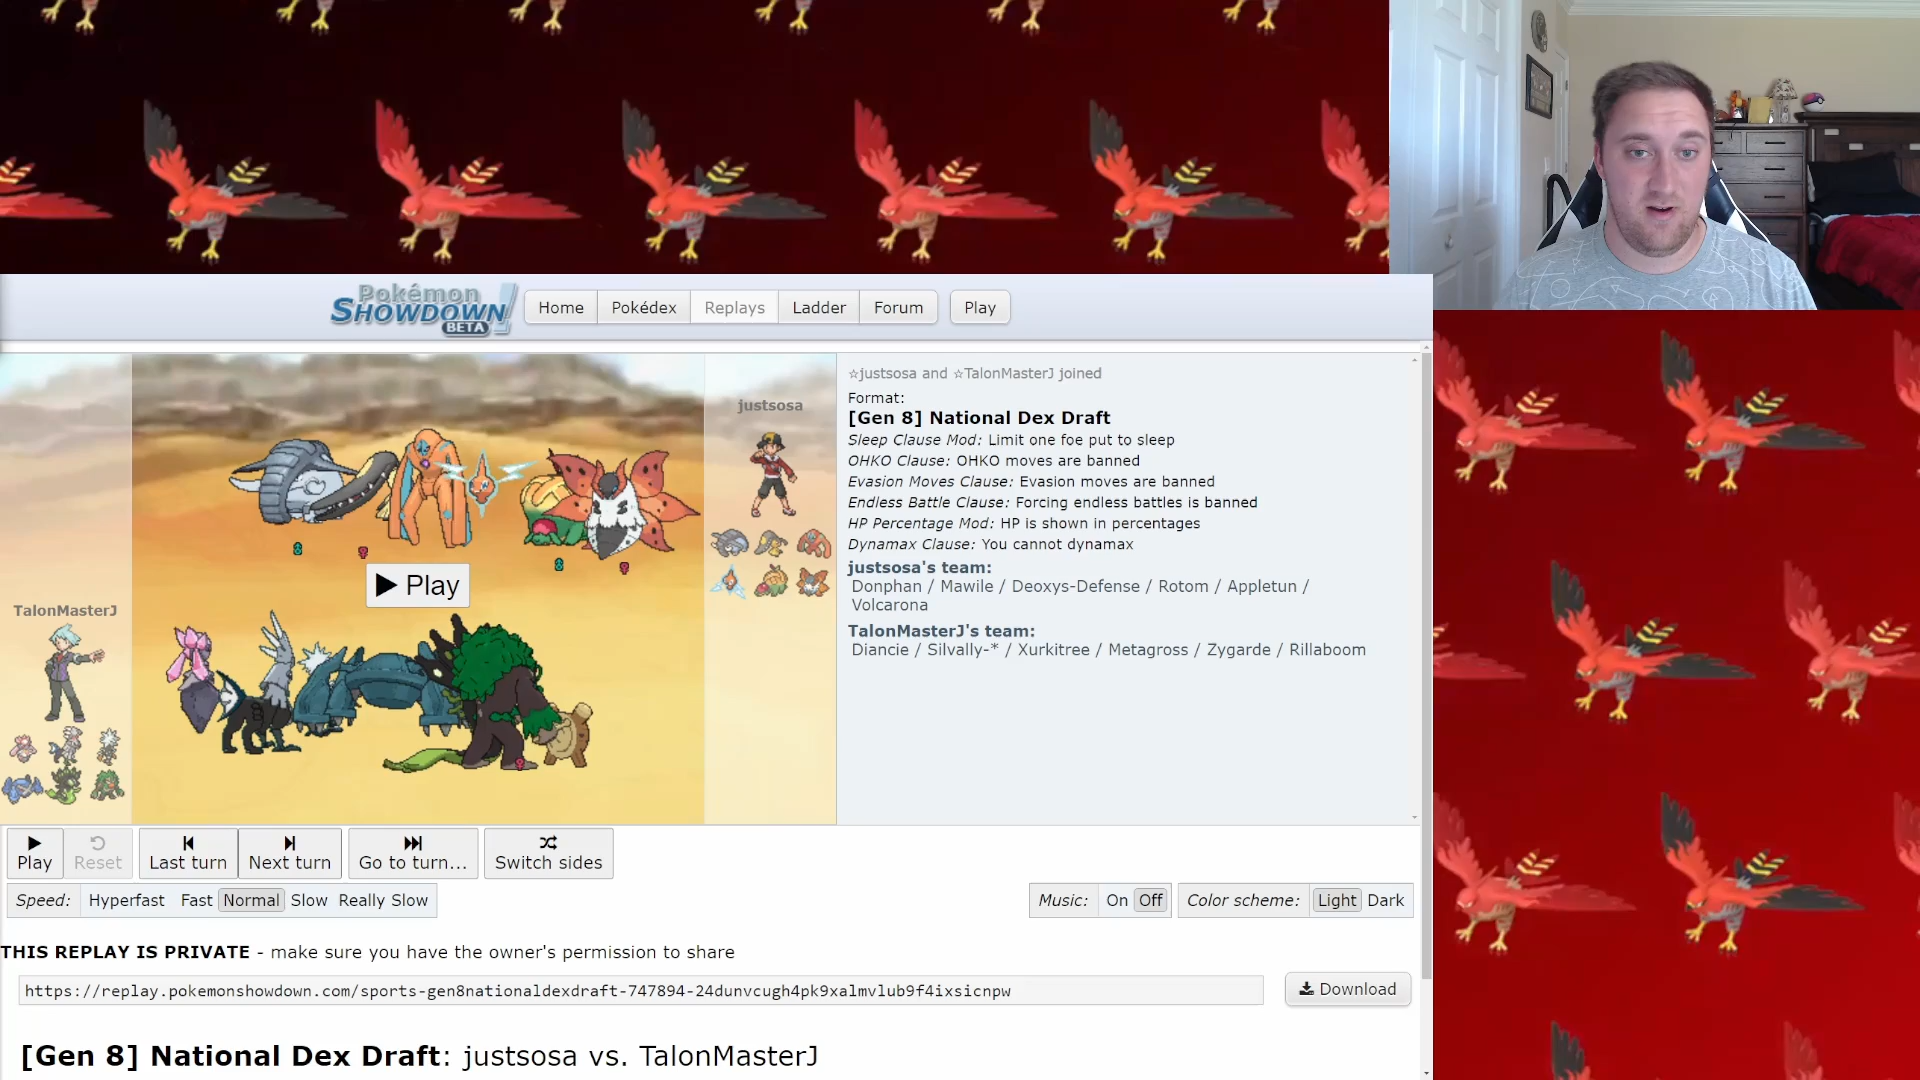 Pokémon
SHOWDOWN!
BETA
Home
Pokédex
Replays
Ladder
Forum
Play
justsosa
TalonMasterJ
Play
☆justsosa and ☆TalonMasterJ joined
Format:
[Gen 8] National Dex Draft
Sleep Clause Mod: Limit one foe put to sleep
OHKO Clause: OHKO moves are banned
Evasion Moves Clause: Evasion moves are banned
Endless Battle Clause: Forcing endless battles is banned
HP Percentage Mod: HP is shown in percentages
Dynamax Clause: You cannot dynamax
justsosa's team:
Donphan / Mawile / Deoxys-Defense / Rotom / Appletun /
Volcarona
TalonMasterJ's team:
Diancie / Silvally-* / Xurkitree / Metagross / Zygarde / Rillaboom
Play
Reset
Last turn
Next turn
Go to turn...
Switch sides
Speed: Hyperfast Fast Normal Slow Really Slow
Music: On Off
Color scheme: Light Dark
THIS REPLAY IS PRIVATE - make sure you have the owner's permission to share
https://replay.pokemonshowdown.com/sports-gen8nationaldexdraft-747894-24dunvcugh4pk9xalmvlub9f4ixsicnpw
Download
[Gen 8] National Dex Draft: justsosa vs. TalonMasterJ